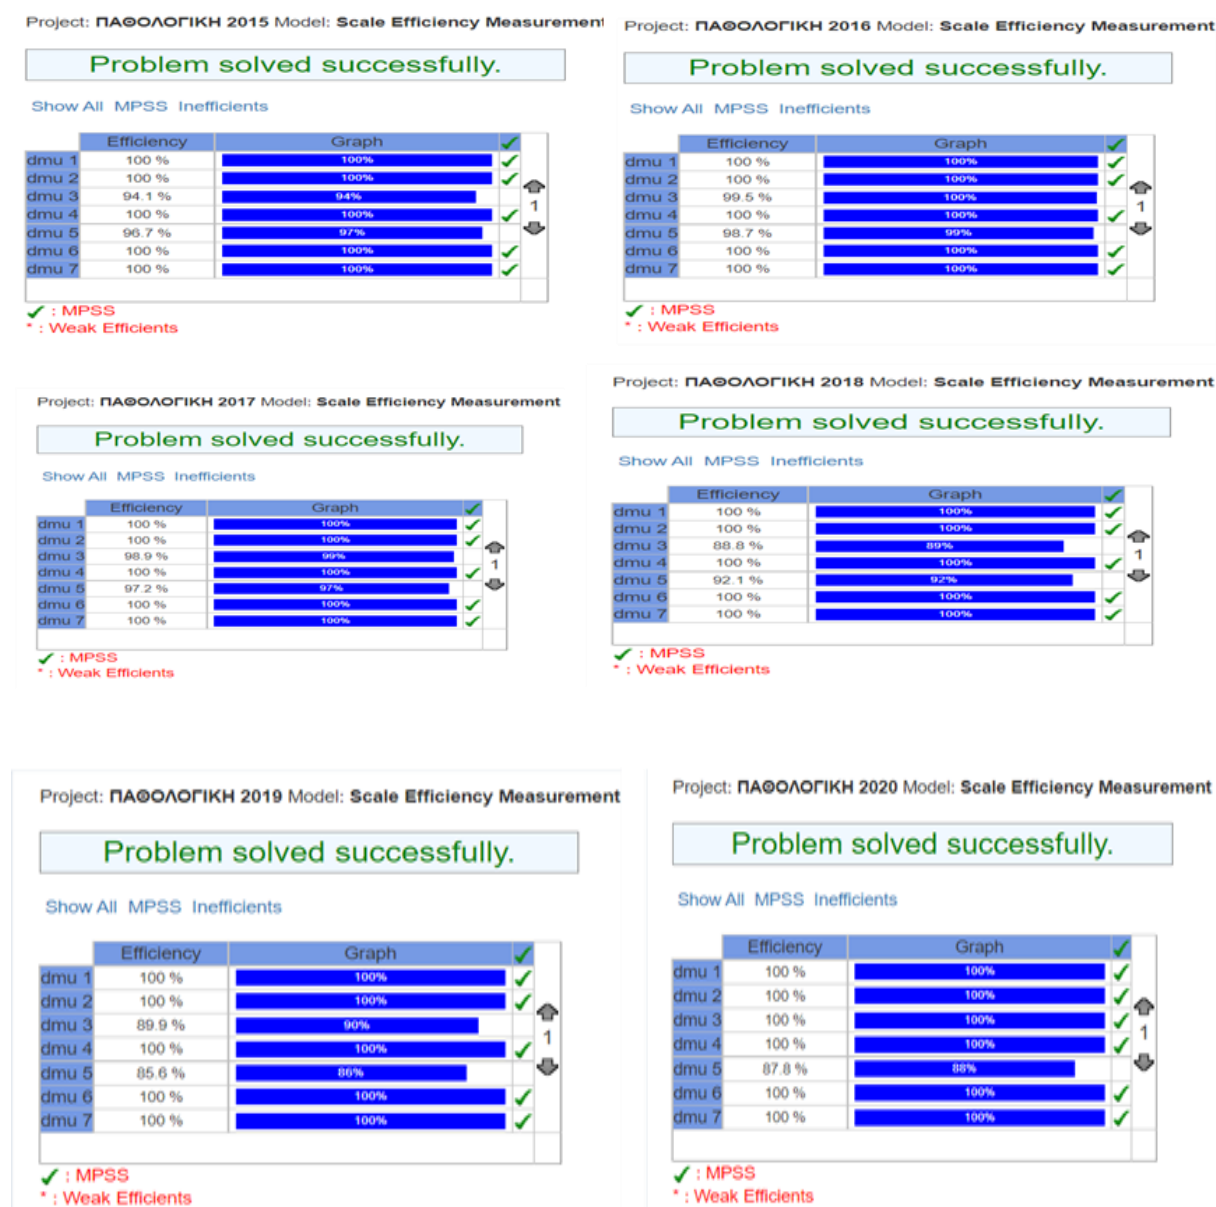 Project: ΠΑΘΟΛΟΓΙΚΗ 2015 Model: Scale Efficiency Measurement
Problem solved successfully.
Show All MPSS Inefficients
Efficiency Graph ✓
dmu 1 100 % 100% ✓
dmu 2 100 % 100% ✓
dmu 3 94.1 % 94%
dmu 4 100 % 100% ✓
dmu 5 96.7 % 97%
dmu 6 100 % 100% ✓
dmu 7 100 % 100% ✓
1
✓ : MPSS
* : Weak Efficients
Project: ΠΑΘΟΛΟΓΙΚΗ 2016 Model: Scale Efficiency Measurement
Problem solved successfully.
Show All MPSS Inefficients
Efficiency Graph ✓
dmu 1 100 % 100% ✓
dmu 2 100 % 100% ✓
dmu 3 99.5 % 100%
dmu 4 100 % 100% ✓
dmu 5 98.7 % 99%
dmu 6 100 % 100% ✓
dmu 7 100 % 100% ✓
1
✓ : MPSS
* : Weak Efficients
Project: ΠΑΘΟΛΟΓΙΚΗ 2017 Model: Scale Efficiency Measurement
Problem solved successfully.
Show All MPSS Inefficients
Efficiency Graph ✓
dmu 1 100 % 100% ✓
dmu 2 100 % 100% ✓
dmu 3 98.9 % 99%
dmu 4 100 % 100% ✓
dmu 5 97.2 % 97%
dmu 6 100 % 100% ✓
dmu 7 100 % 100% ✓
1
✓ : MPSS
* : Weak Efficients
Project: ΠΑΘΟΛΟΓΙΚΗ 2018 Model: Scale Efficiency Measurement
Problem solved successfully.
Show All MPSS Inefficients
Efficiency Graph ✓
dmu 1 100 % 100% ✓
dmu 2 100 % 100% ✓
dmu 3 88.8 % 89%
dmu 4 100 % 100% ✓
dmu 5 92.1 % 92%
dmu 6 100 % 100% ✓
dmu 7 100 % 100% ✓
1
✓ : MPSS
* : Weak Efficients
Project: ΠΑΘΟΛΟΓΙΚΗ 2019 Model: Scale Efficiency Measurement
Problem solved successfully.
Show All MPSS Inefficients
Efficiency Graph ✓
dmu 1 100 % 100% ✓
dmu 2 100 % 100% ✓
dmu 3 89.9 % 90%
dmu 4 100 % 100% ✓
dmu 5 85.6 % 86%
dmu 6 100 % 100% ✓
dmu 7 100 % 100% ✓
1
✓ : MPSS
* : Weak Efficients
Project: ΠΑΘΟΛΟΓΙΚΗ 2020 Model: Scale Efficiency Measurement
Problem solved successfully.
Show All MPSS Inefficients
Efficiency Graph ✓
dmu 1 100 % 100% ✓
dmu 2 100 % 100% ✓
dmu 3 100 % 100% ✓
dmu 4 100 % 100% ✓
dmu 5 87.8 % 88%
dmu 6 100 % 100% ✓
dmu 7 100 % 100% ✓
1
✓ : MPSS
* : Weak Efficients